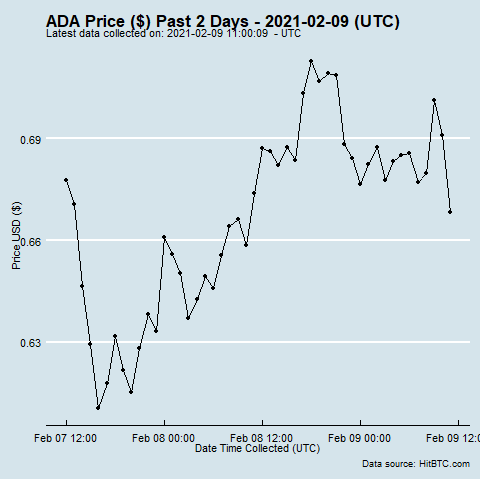 ADA Price ($) Past 2 Days - 2021-02-09 (UTC)
Latest data collected on: 2021-02-09 11:00:09 - UTC
0.69
0.66
0.63
Price USD ($)
Feb 07 12:00
Feb 08 00:00
Feb 08 12:00
Feb 09 00:00
Feb 09 12:00
Date Time Collected (UTC)
Data source: HitBTC.com